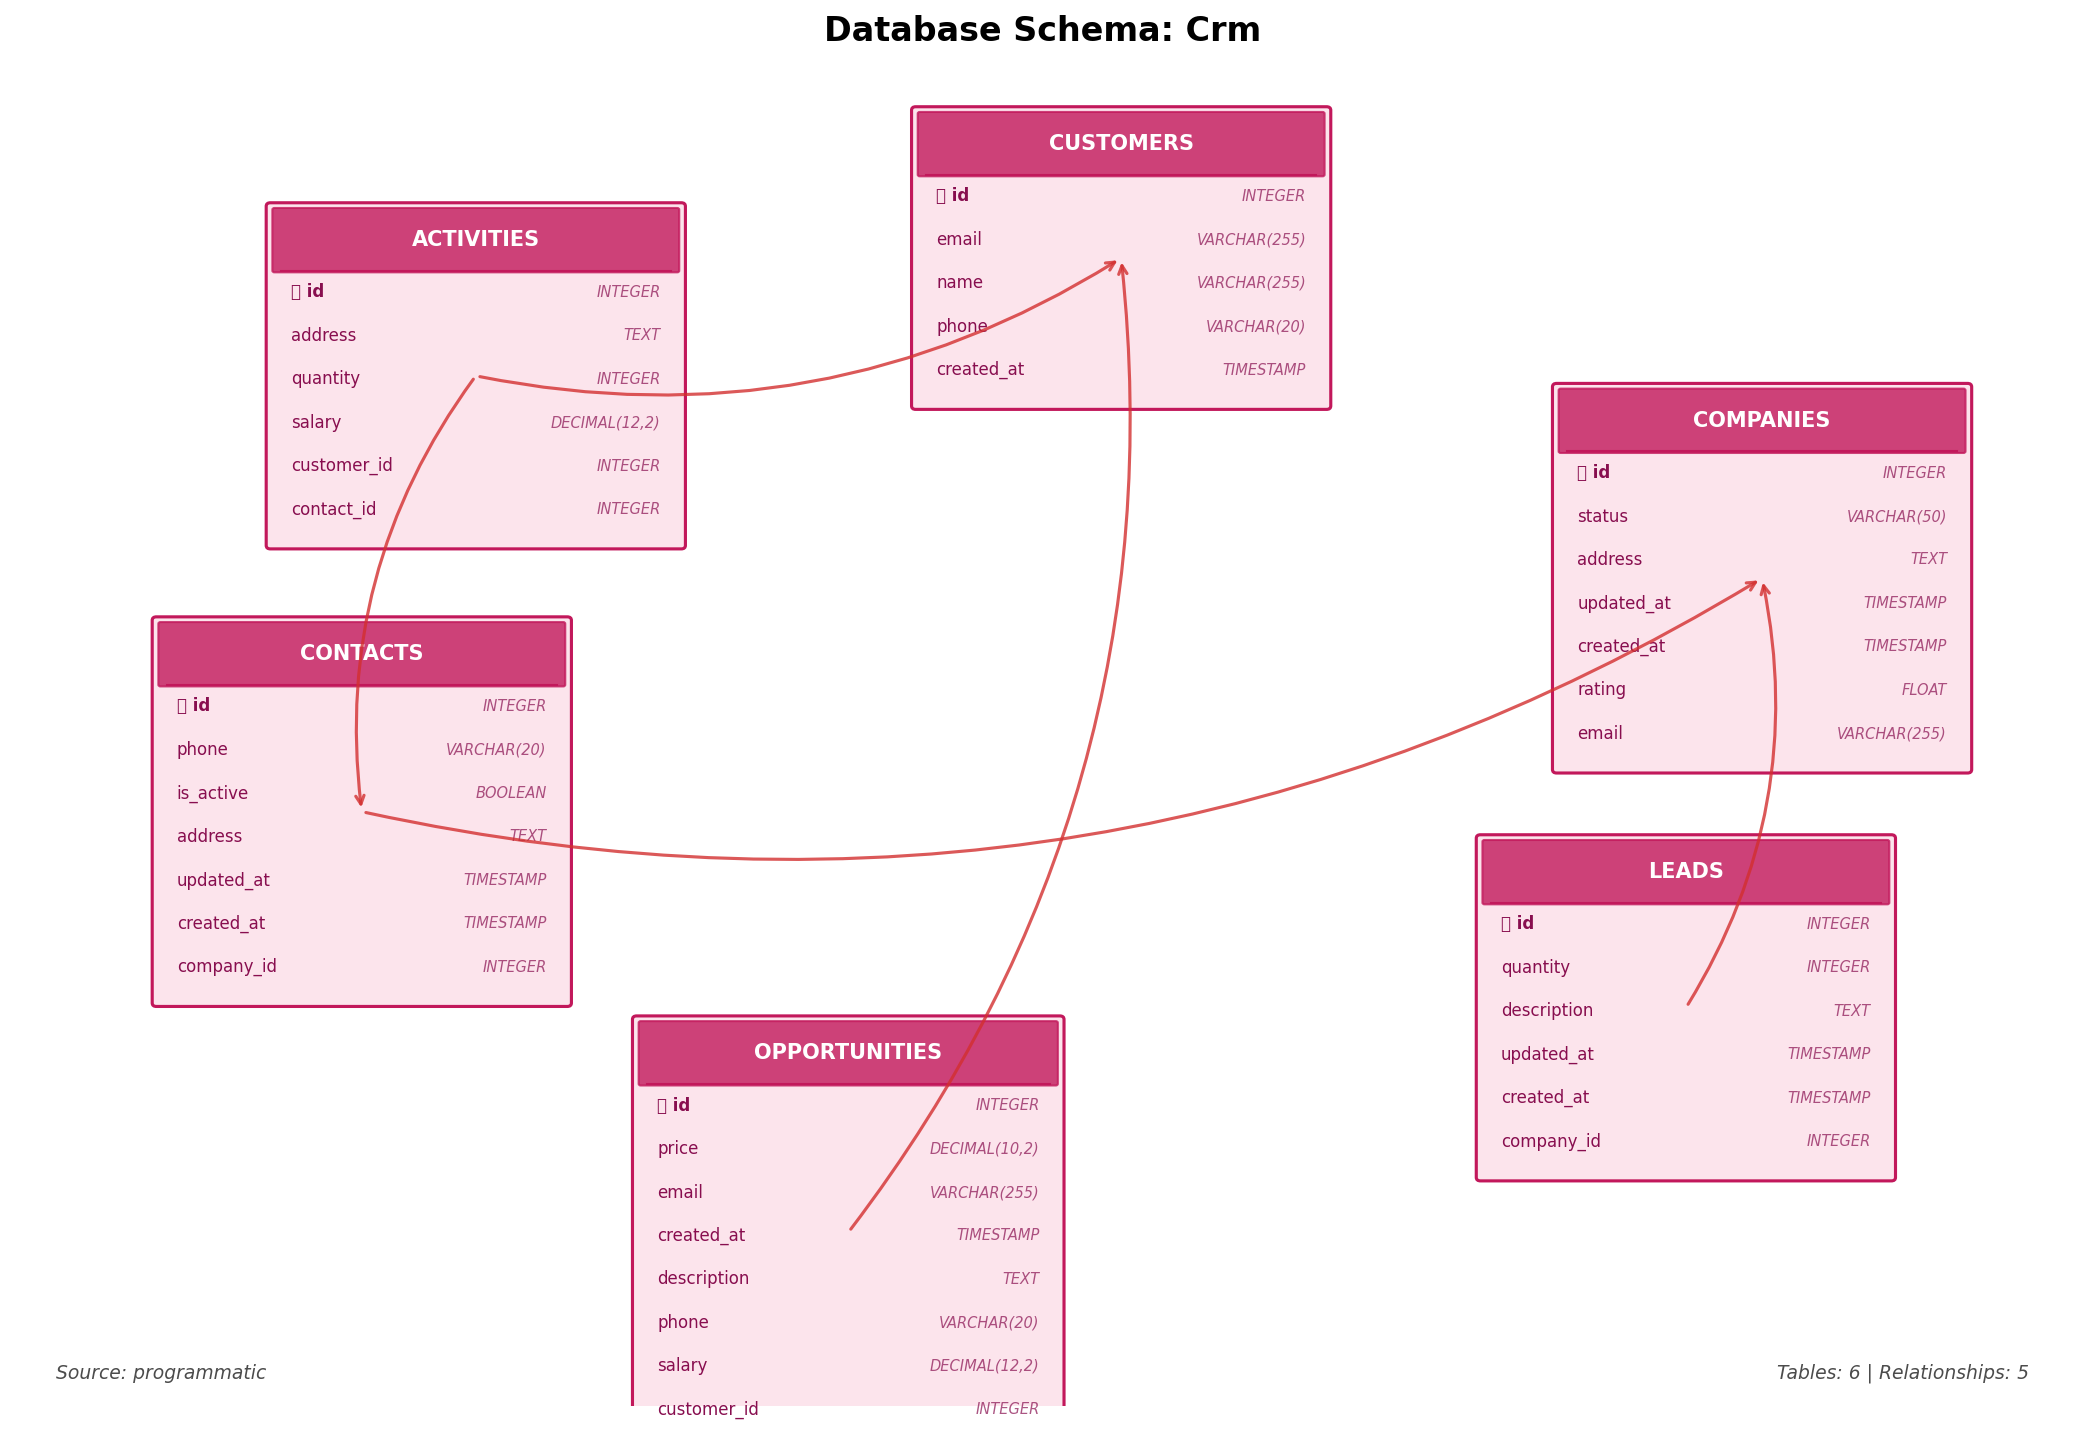 Database Schema: Crm
CUSTOMERS
id INTEGER
email VARCHAR(255)
name VARCHAR(255)
phone VARCHAR(20)
created_at TIMESTAMP
ACTIVITIES
id INTEGER
address TEXT
quantity INTEGER
salary DECIMAL(12,2)
customer_id INTEGER
contact_id INTEGER
COMPANIES
id INTEGER
status VARCHAR(50)
address TEXT
updated_at TIMESTAMP
created_at TIMESTAMP
rating FLOAT
email VARCHAR(255)
CONTACTS
id INTEGER
phone VARCHAR(20)
is_active BOOLEAN
address TEXT
updated_at TIMESTAMP
created_at TIMESTAMP
company_id INTEGER
LEADS
id INTEGER
quantity INTEGER
description TEXT
updated_at TIMESTAMP
created_at TIMESTAMP
company_id INTEGER
OPPORTUNITIES
id INTEGER
price DECIMAL(10,2)
email VARCHAR(255)
created_at TIMESTAMP
description TEXT
phone VARCHAR(20)
salary DECIMAL(12,2)
customer_id INTEGER
Source: programmatic
Tables: 6 | Relationships: 5